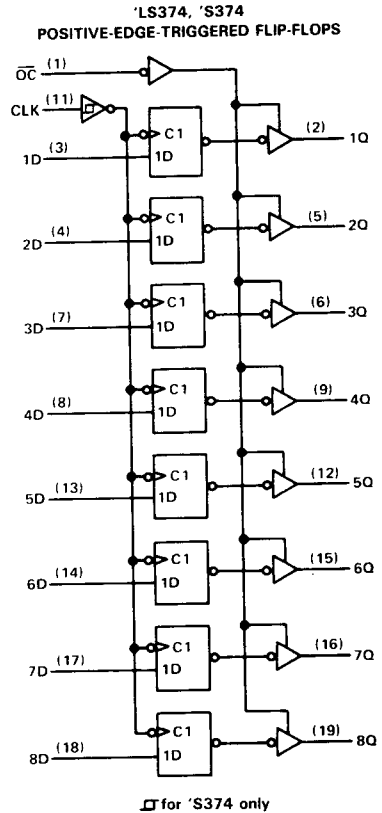 'LS374, 'S374
POSITIVE-EDGE-TRIGGERED FLIP-FLOPS
OC (1)
CLK (11)
C1
1D (3) 1D (2) 1Q
C1
2D (4) 1D (5) 2Q
C1
3D (7) 1D (6) 3Q
C1
4D (8) 1D (9) 4Q
C1
5D (13) 1D (12) 5Q
C1
6D (14) 1D (15) 6Q
C1
7D (17) 1D (16) 7Q
C1
8D (18) 1D (19) 8Q
for 'S374 only